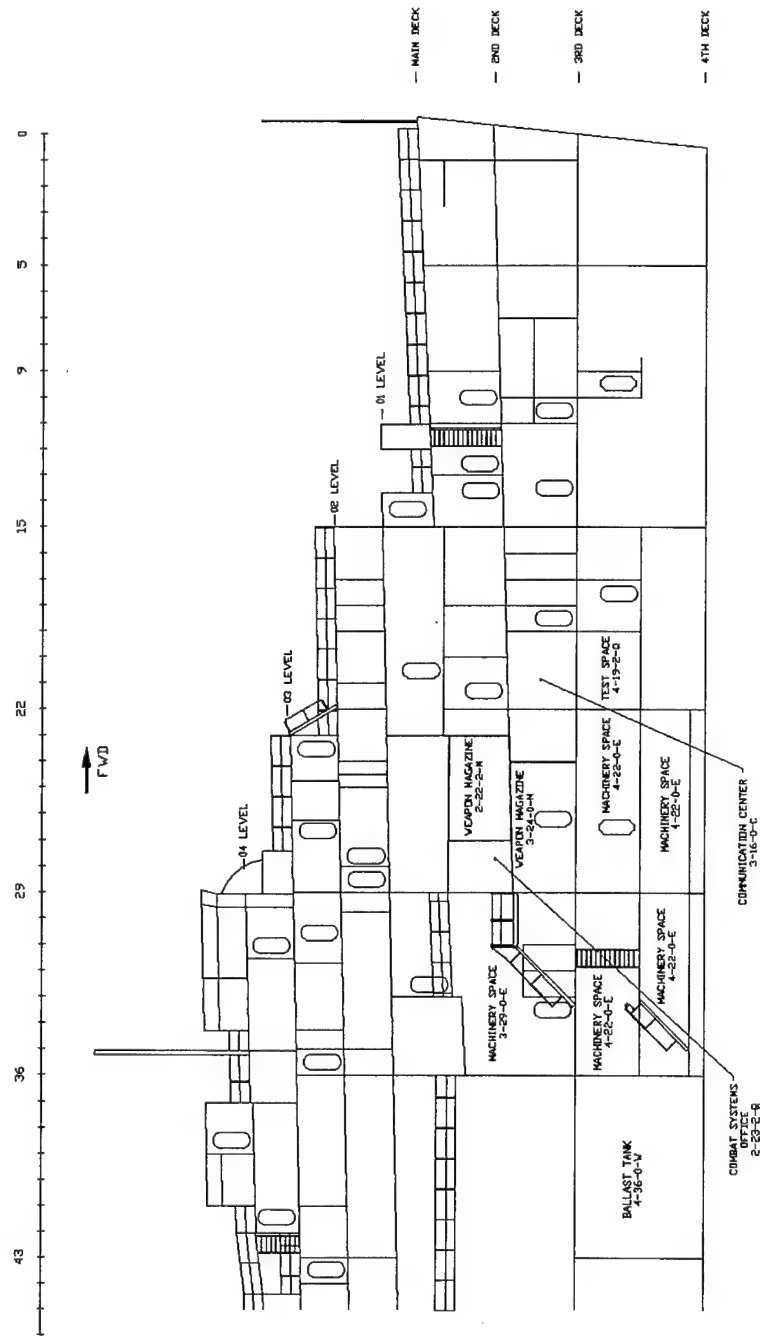 43
36
29
22
15
9
5
0
FWD
04 LEVEL
03 LEVEL
02 LEVEL
01 LEVEL
MAIN DECK
2ND DECK
3RD DECK
4TH DECK
WEAPON MAGAZINE
2-22-2-M
WEAPON MAGAZINE
3-24-0-M
MACHINERY SPACE
3-29-0-E
MACHINERY SPACE
4-22-0-E
MACHINERY SPACE
4-22-0-E
MACHINERY SPACE
4-22-0-E
MACHINERY SPACE
4-22-0-E
TEST SPACE
4-19-2-Q
BALLAST TANK
4-36-0-W
COMBAT SYSTEMS
OFFICE
2-23-2-Q
COMMUNICATION CENTER
3-16-0-C